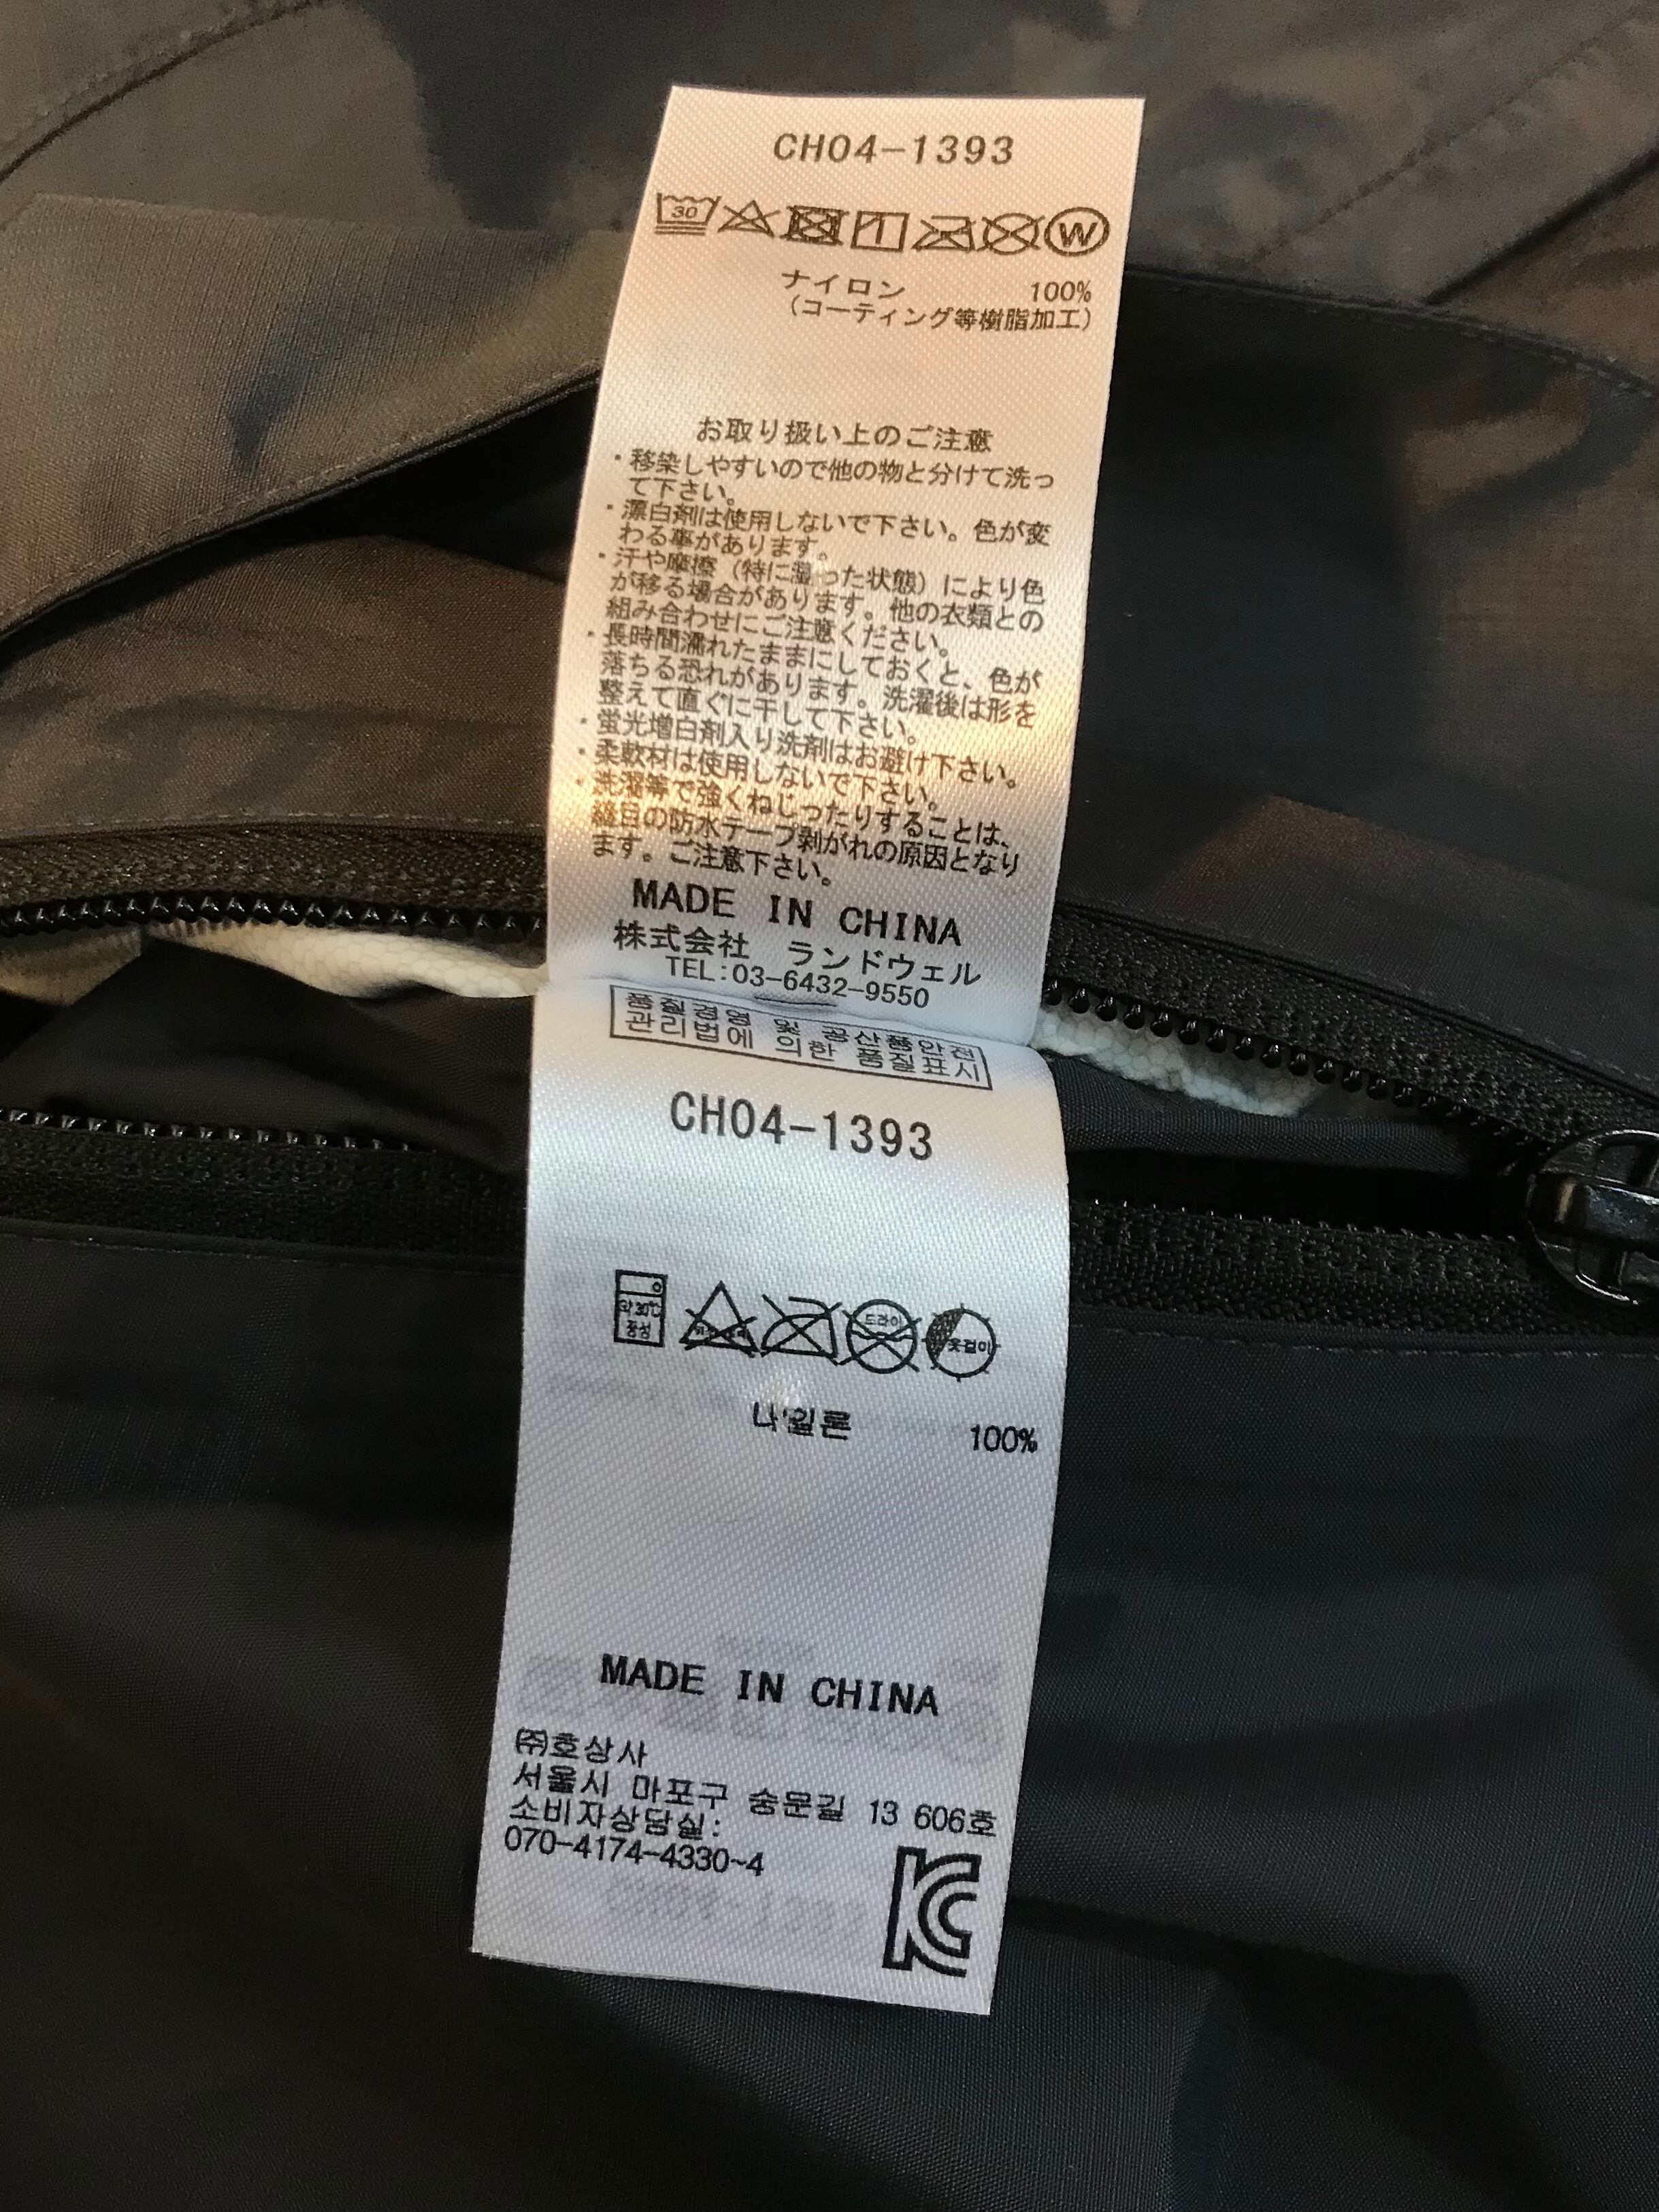 CH04-1393
30
W
ナイロン 100%
(コーティング等樹脂加工)
お取り扱い上のご注意
・移染しやすいので他の物と分けて洗っ
て下さい。
・漂白剤は使用しないで下さい。色が変
わる事があります。
・汗や摩擦（特に湿った状態）により色
が移る場合があります。他の衣類との
組み合わせにご注意ください。
・長時間濡れたままにしておくと、色が
落ちる恐れがあります。洗濯後は形を
整えて直ぐに干して下さい。
・蛍光増白剤入り洗剤はお避け下さい。
・柔軟材は使用しないで下さい。
・洗濯等で強くねじったりすることは、
縫目の防水テープ剥がれの原因となり
ます。ご注意下さい。
MADE IN CHINA
株式会社 ランドウェル
TEL:03-6432-9550
품질경영 및 공산품안전
관리법에 의한 품질표시
CH04-1393
약30℃
중성
드라이
옷걸이
나일론 100%
MADE IN CHINA
㈜호상사
서울시 마포구 숭문길 13 606호
소비자상담실:
070-4174-4330~4